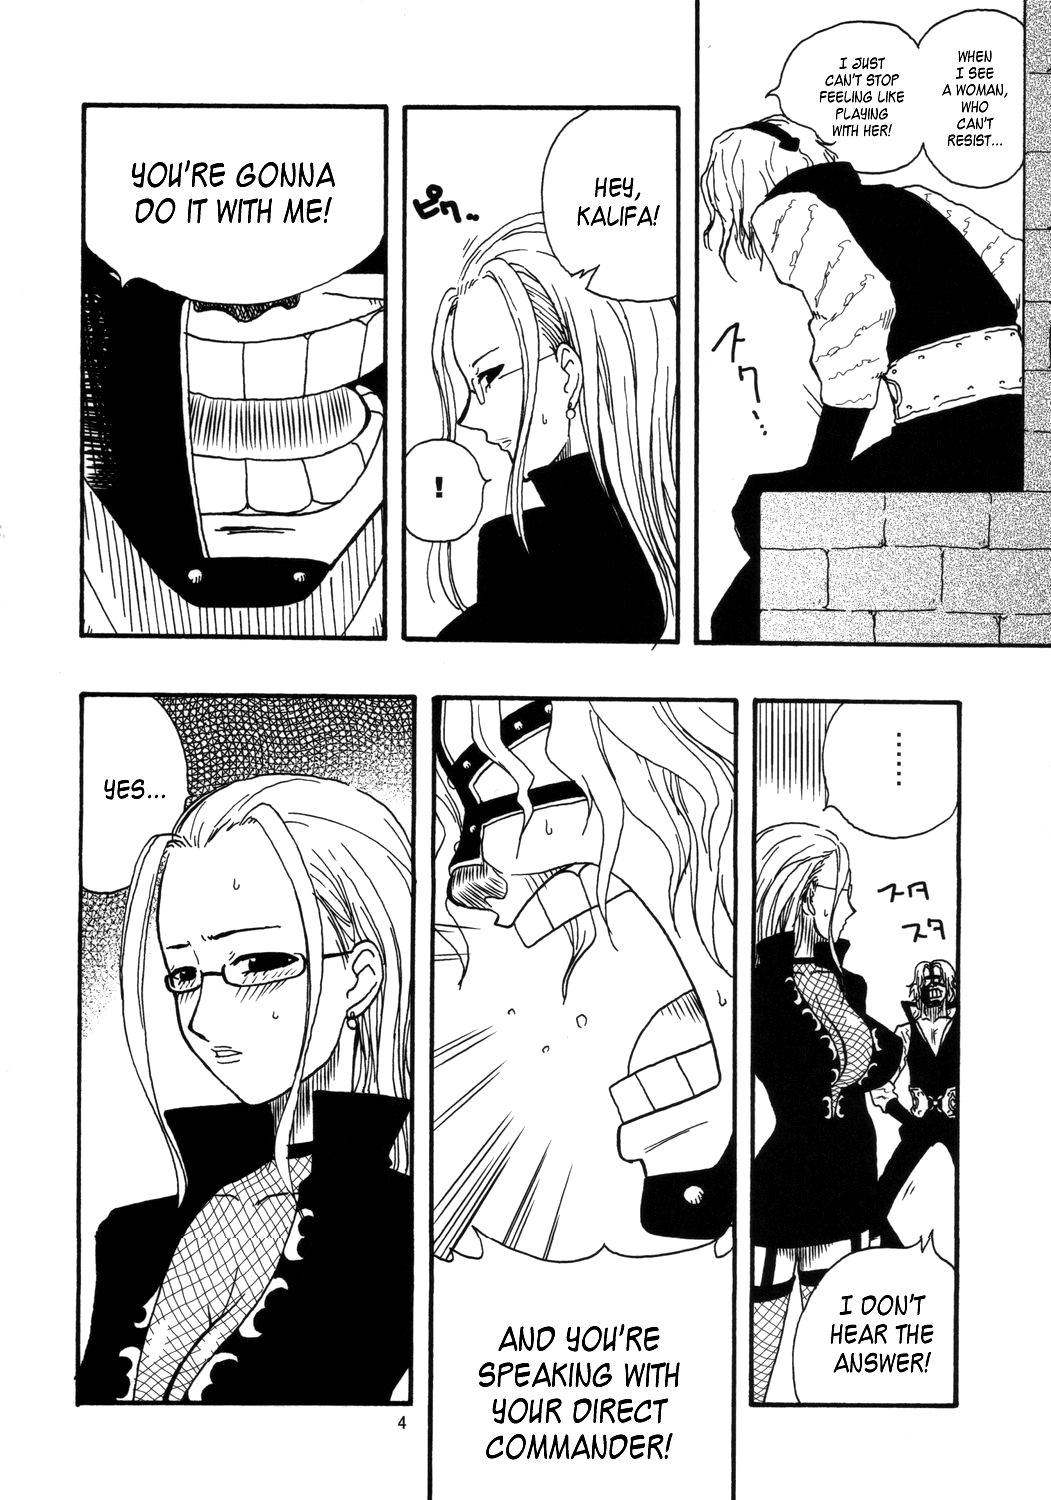 WHEN
I SEE
A WOMAN,
WHO
CAN'T
RESIST...
I JUST
CAN'T STOP
FEELING LIKE
PLAYING
WITH HER!
スク...
HEY,
KALIFA!
ピク..
!
YOU'RE GONNA
DO IT WITH ME!
......
スタ
スタ
I DON'T
HEAR THE
ANSWER!
AND YOU'RE
SPEAKING WITH
YOUR DIRECT
COMMANDER!
YES...
4